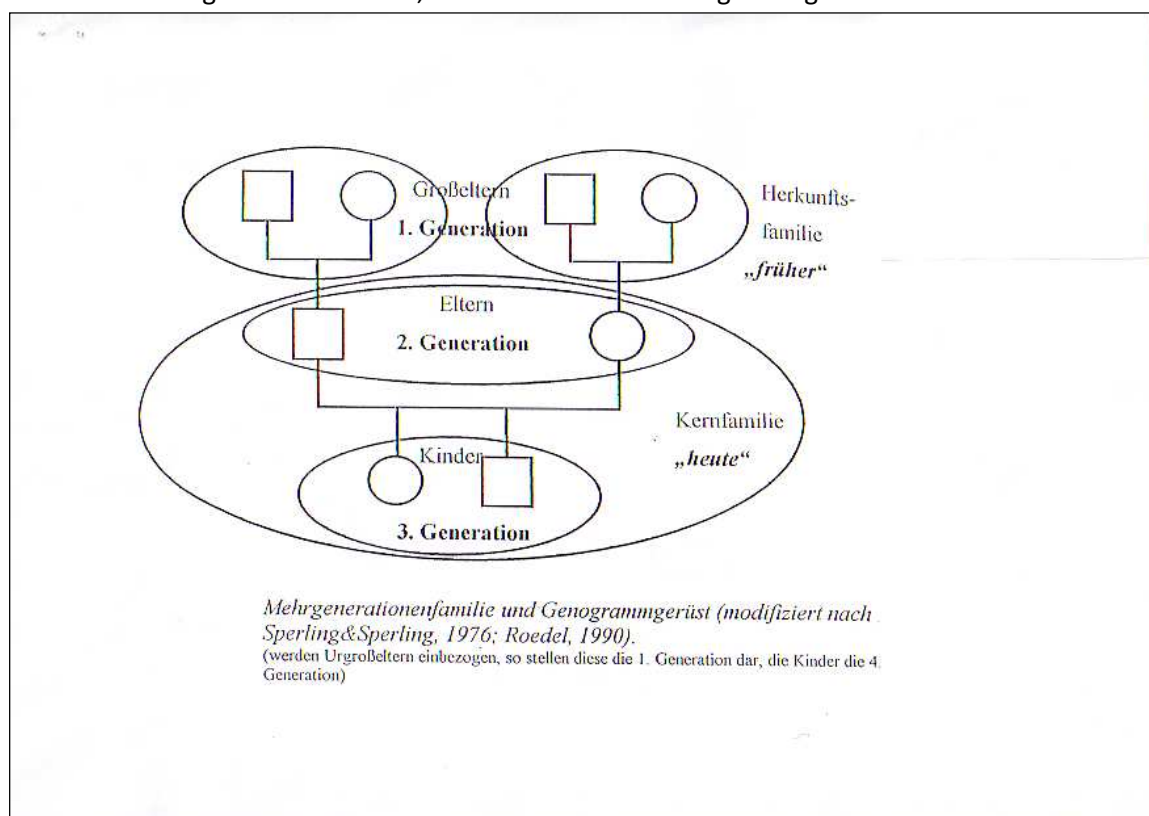 Großeltern
1. Generation
Herkunfts-
familie
„früher“
Eltern
2. Generation
Kernfamilie
„heute“
Kinder
3. Generation
Mehrgenerationenfamilie und Genogrammgerüst (modifiziert nach
Sperling&Sperling, 1976; Roedel, 1990).
(werden Urgroßeltern einbezogen, so stellen diese die 1. Generation dar, die Kinder die 4.
Generation)